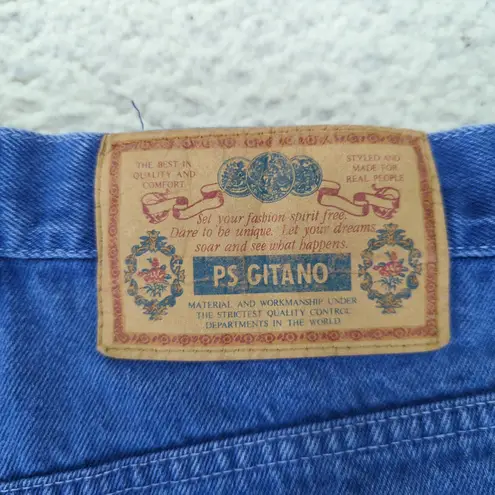 THE BEST IN
QUALITY AND
COMFORT
STYLED AND
MADE FOR
REAL PEOPLE
Set your fashion spirit free.
Dare to be unique. Let your dreams
soar and see what happens.
PS GITANO
MATERIAL AND WORKMANSHIP UNDER
THE STRICTEST QUALITY CONTROL
DEPARTMENTS IN THE WORLD